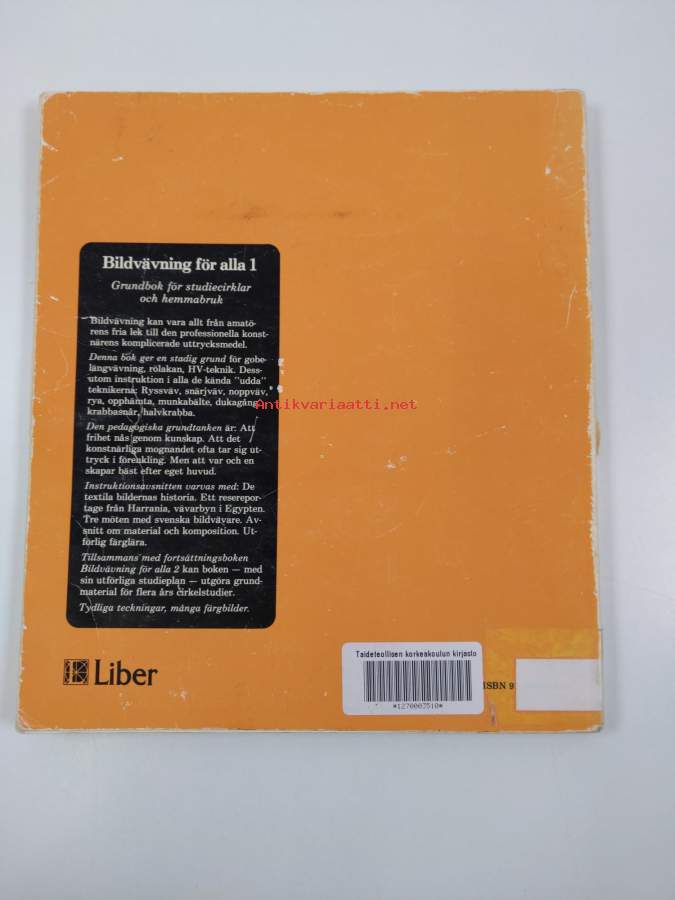 Bildvävning för alla 1
Grundbok för studiecirklar
och hemmabruk
Bildvävning kan vara allt från amatö-
rens fria lek till den professionella konst-
närens komplicerade uttrycksmedel.
Denna bok ger en stadig grund för gobe-
längvävning, rölakan, HV-teknik. Dess-
utom instruktion i alla de kända "udda"
teknikerna: Ryssväv, snärjväv, noppväv,
rya, opphämta, munkabälte, dukagång,
krabbasnår, halvkrabba.
Den pedagogiska grundtanken är: Att
frihet nås genom kunskap. Att det
konstnärliga mognandet ofta tar sig ut-
tryck i förenkling. Men att var och en
skapar bäst efter eget huvud.
Instruktionsavsnitten varvas med: De
textila bildernas historia. Ett reserepor-
tage från Harrania, vävarbyn i Egypten.
Tre möten med svenska bildvävare. Av-
snitt om material och komposition. Ut-
förlig färglära.
Tillsammans med fortsättningsboken
Bildvävning för alla 2 kan boken — med
sin utförliga studieplan — utgöra grund-
material för flera års cirkelstudier.
Tydliga teckningar, många färgbilder.
Antikvariaatti.net
Liber
Taideteollisen korkeakoulun kirjasto
*1270003510*
ISBN 9